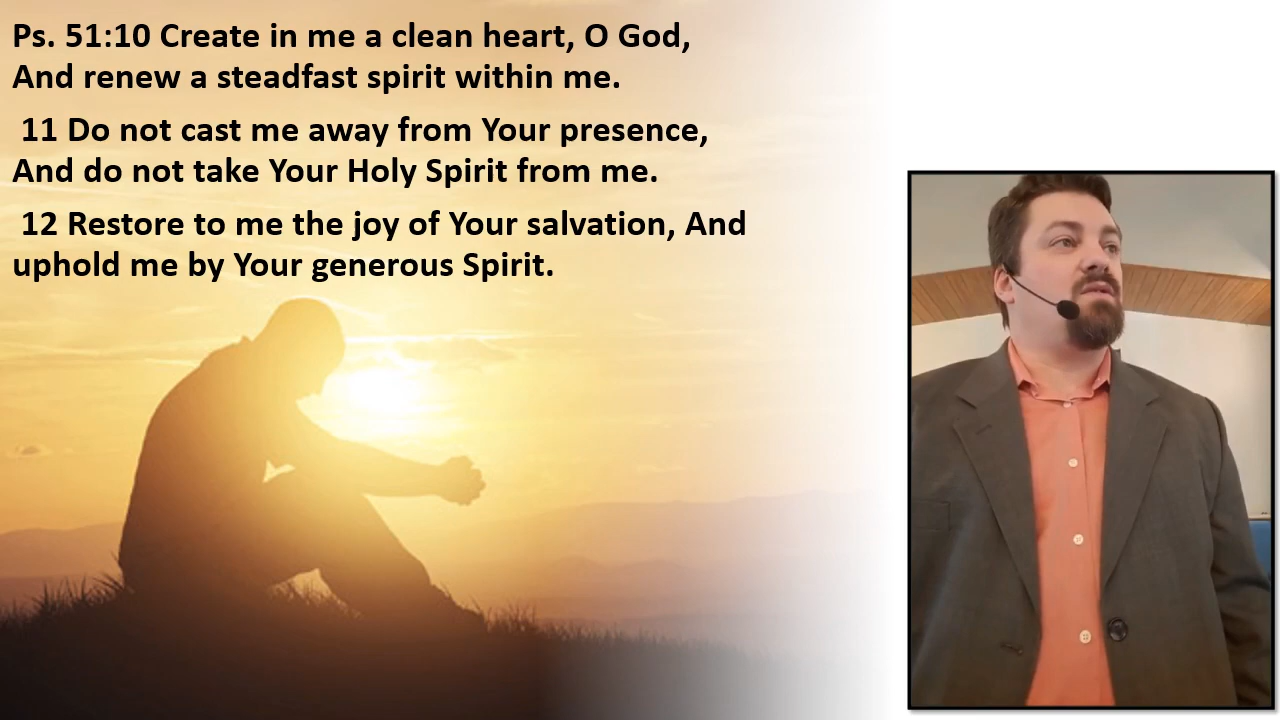 Ps. 51:10 Create in me a clean heart, O God,
And renew a steadfast spirit within me.
11 Do not cast me away from Your presence,
And do not take Your Holy Spirit from me.
12 Restore to me the joy of Your salvation, And
uphold me by Your generous Spirit.